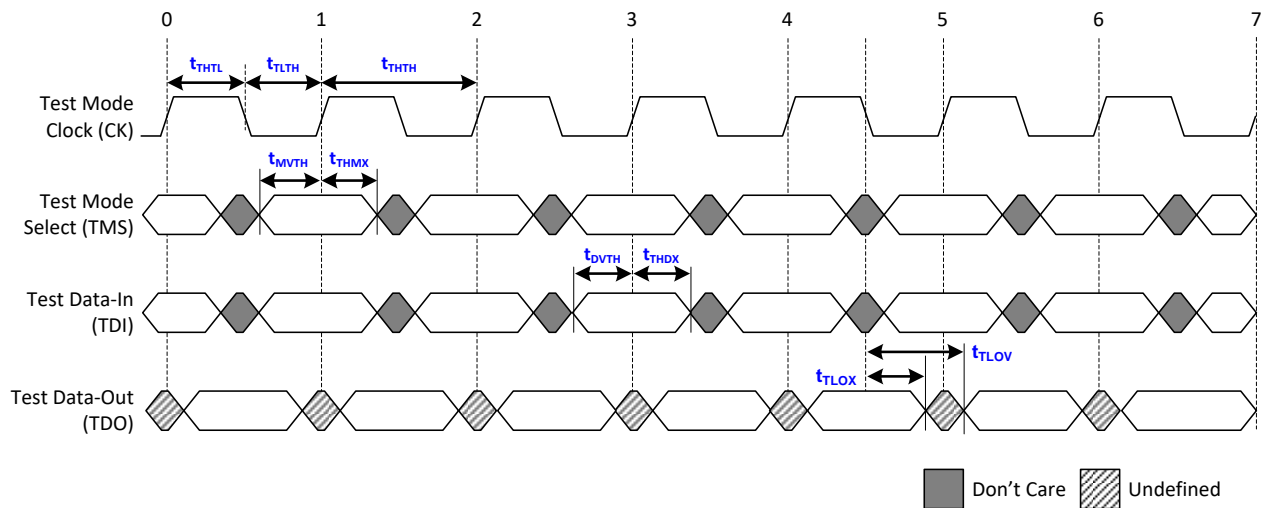 0 1 2 3 4 5 6 7
tTHTL tTLTH tTHTH
Test Mode
Clock (CK)
tMVTH tTHMX
Test Mode
Select (TMS)
tDVTH tTHDX
Test Data-In
(TDI)
tTLOV
tTLOX
Test Data-Out
(TDO)
Don't Care Undefined